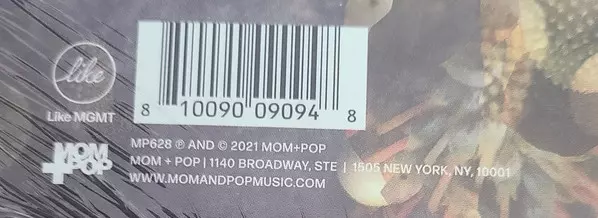 like
Like MGMT
8 10090 09094 8
MOM
+POP
MP628 ℗ AND © 2021 MOM+POP
MOM + POP | 1140 BROADWAY, STE | 1505 NEW YORK, NY, 10001
WWW.MOMANDPOPMUSIC.COM